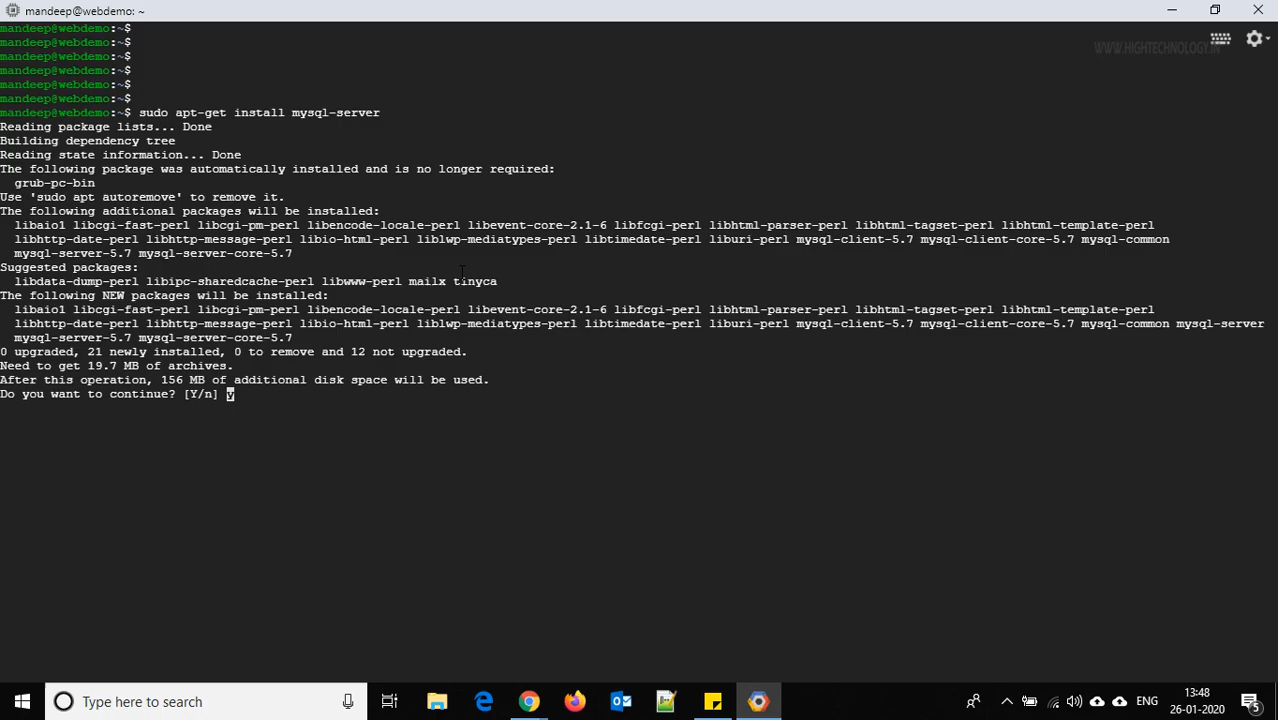 mandeep@webdemo: ~
WWW.HIGHTECHNOLOGY.IN
mandeep@webdemo:~$
mandeep@webdemo:~$
mandeep@webdemo:~$
mandeep@webdemo:~$
mandeep@webdemo:~$
mandeep@webdemo:~$
mandeep@webdemo:~$ sudo apt-get install mysql-server
Reading package lists... Done
Building dependency tree
Reading state information... Done
The following package was automatically installed and is no longer required:
  grub-pc-bin
Use 'sudo apt autoremove' to remove it.
The following additional packages will be installed:
  libaio1 libcgi-fast-perl libcgi-pm-perl libencode-locale-perl libevent-core-2.1-6 libfcgi-perl libhtml-parser-perl libhtml-tagset-perl libhtml-template-perl
  libhttp-date-perl libhttp-message-perl libio-html-perl liblwp-mediatypes-perl libtimedate-perl liburi-perl mysql-client-5.7 mysql-client-core-5.7 mysql-common
  mysql-server-5.7 mysql-server-core-5.7
Suggested packages:
  libdata-dump-perl libipc-sharedcache-perl libwww-perl mailx tinyca
The following NEW packages will be installed:
  libaio1 libcgi-fast-perl libcgi-pm-perl libencode-locale-perl libevent-core-2.1-6 libfcgi-perl libhtml-parser-perl libhtml-tagset-perl libhtml-template-perl
  libhttp-date-perl libhttp-message-perl libio-html-perl liblwp-mediatypes-perl libtimedate-perl liburi-perl mysql-client-5.7 mysql-client-core-5.7 mysql-common mysql-server
  mysql-server-5.7 mysql-server-core-5.7
0 upgraded, 21 newly installed, 0 to remove and 12 not upgraded.
Need to get 19.7 MB of archives.
After this operation, 156 MB of additional disk space will be used.
Do you want to continue? [Y/n] y
Type here to search
ENG
13:48
26-01-2020
5